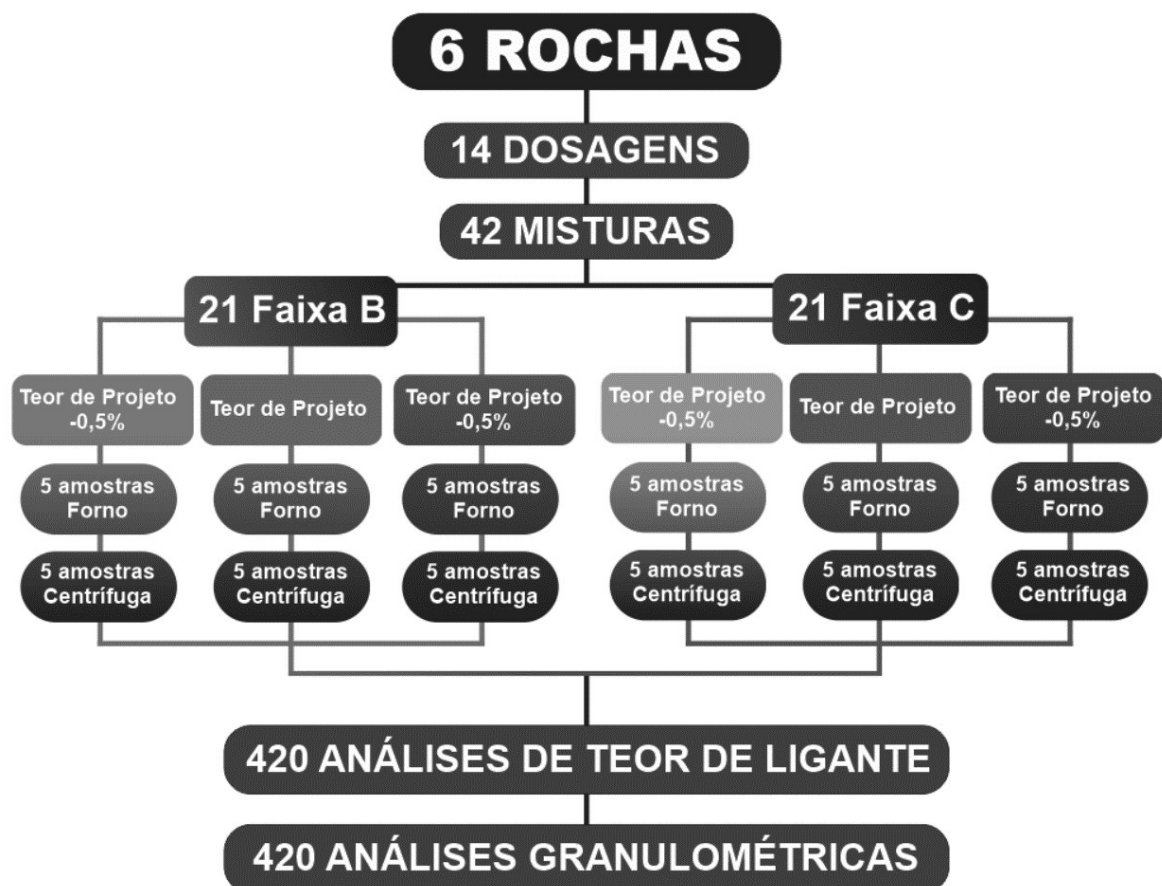 6 ROCHAS
14 DOSAGENS
42 MISTURAS
21 Faixa B
21 Faixa C
Teor de Projeto
-0,5%
Teor de Projeto
Teor de Projeto
-0,5%
Teor de Projeto
-0,5%
Teor de Projeto
Teor de Projeto
-0,5%
5 amostras
Forno
5 amostras
Forno
5 amostras
Forno
5 amostras
Forno
5 amostras
Forno
5 amostras
Forno
5 amostras
Centrífuga
5 amostras
Centrífuga
5 amostras
Centrífuga
5 amostras
Centrífuga
5 amostras
Centrífuga
5 amostras
Centrífuga
420 ANÁLISES DE TEOR DE LIGANTE
420 ANÁLISES GRANULOMÉTRICAS